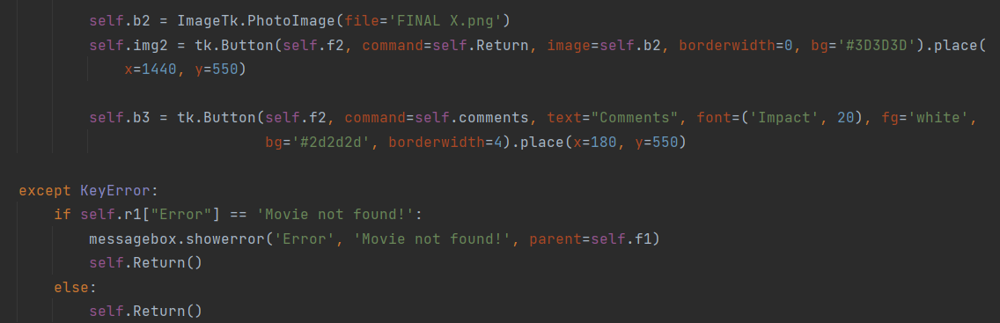 self.b2 = ImageTk.PhotoImage(file='FINAL X.png')
self.img2 = tk.Button(self.f2, command=self.Return, image=self.b2, borderwidth=0, bg='#3D3D3D').place(
x=1440, y=550)
self.b3 = tk.Button(self.f2, command=self.comments, text="Comments", font=('Impact', 20), fg='white',
bg='#2d2d2d', borderwidth=4).place(x=180, y=550)
except KeyError:
if self.r1["Error"] == 'Movie not found!':
messagebox.showerror('Error', 'Movie not found!', parent=self.f1)
self.Return()
else:
self.Return()